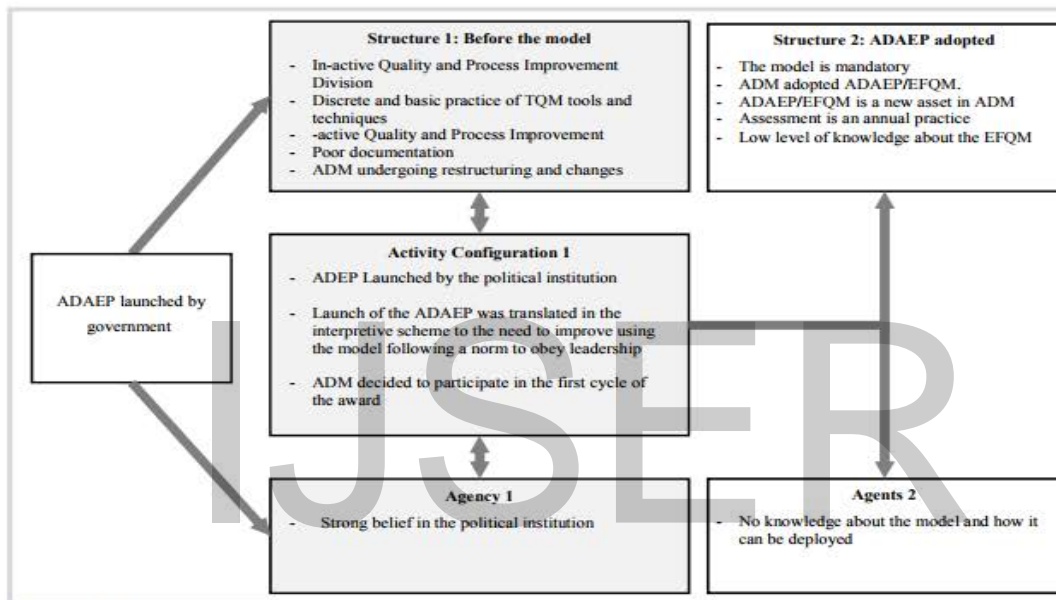 Structure 1: Before the model
- In-active Quality and Process Improvement
Division
- Discrete and basic practice of TQM tools and
techniques
- -active Quality and Process Improvement
- Poor documentation
- ADM undergoing restructuring and changes
Structure 2: ADAEP adopted
- The model is mandatory
- ADM adopted ADAEP/EFQM.
- ADAEP/EFQM is a new asset in ADM
- Assessment is an annual practice
- Low level of knowledge about the EFQM
ADAEP launched by
government
Activity Configuration 1
- ADEP Launched by the political institution
- Launch of the ADAEP was translated in the
interpretive scheme to the need to improve using
the model following a norm to obey leadership
- ADM decided to participate in the first cycle of
the award
Agency 1
- Strong belief in the political institution
Agents 2
- No knowledge about the model and how it
can be deployed
IJSER